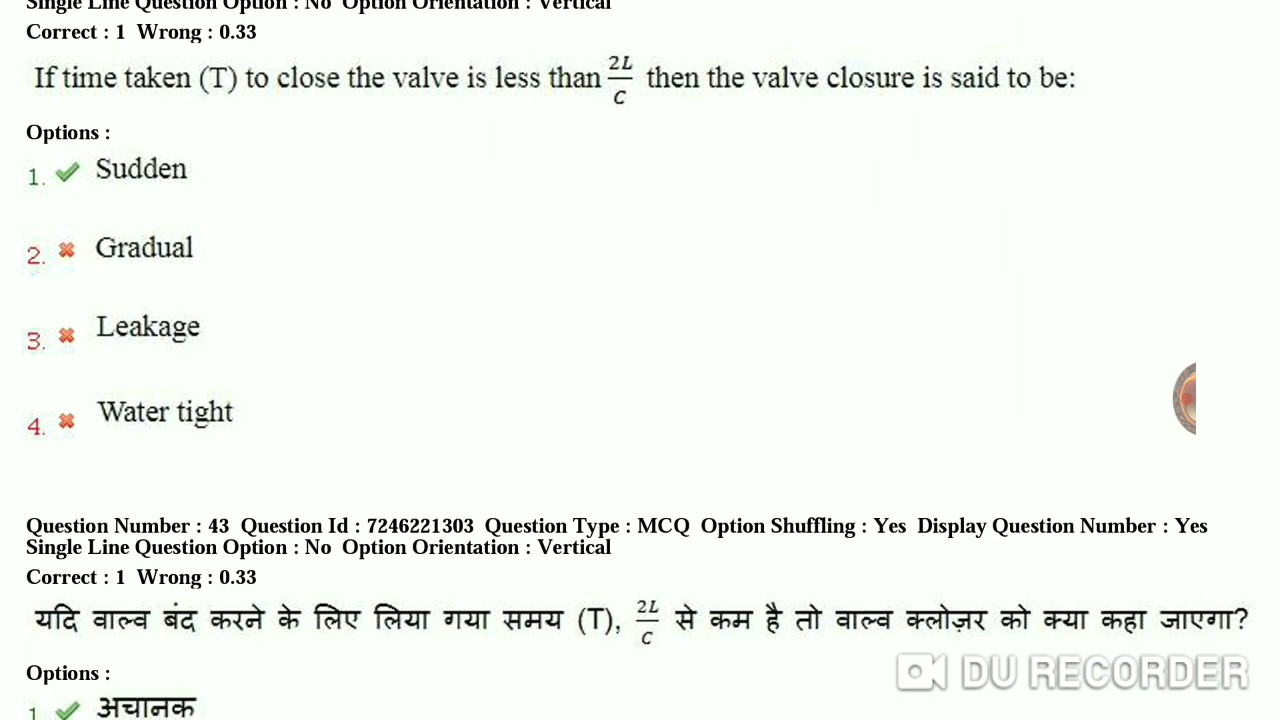 Single Line Question Option : No Option Orientation : Vertical
Correct : 1 Wrong : 0.33
If time taken (T) to close the valve is less than 2L/C then the valve closure is said to be:
Options :
1. Sudden
2. Gradual
3. Leakage
4. Water tight
Question Number : 43 Question Id : 7246221303 Question Type : MCQ Option Shuffling : Yes Display Question Number : Yes
Single Line Question Option : No Option Orientation : Vertical
Correct : 1 Wrong : 0.33
यदि वाल्व बंद करने के लिए लिया गया समय (T), 2L/C से कम है तो वाल्व क्लोज़र को क्या कहा जाएगा?
Options :
1. अचानक
DU RECORDER